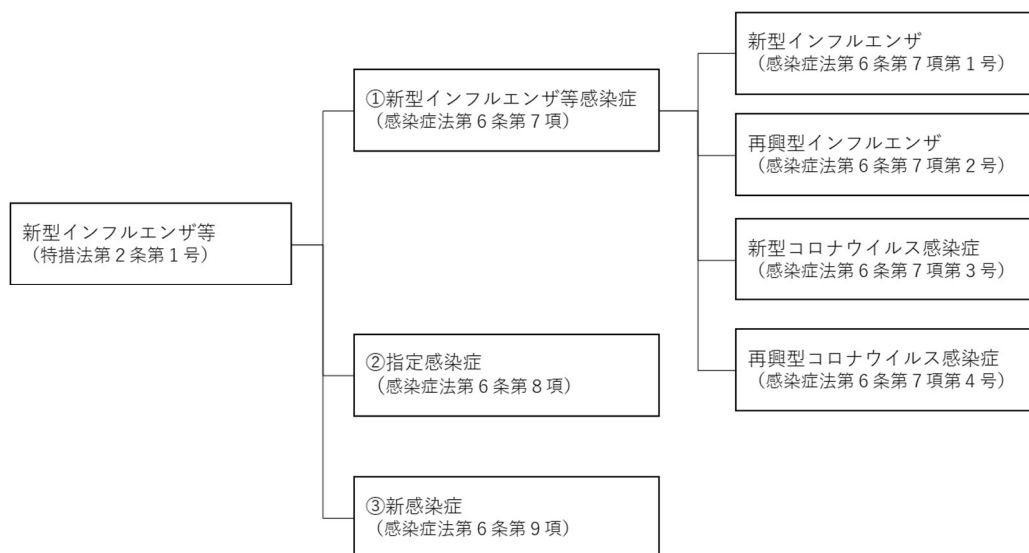 新型インフルエンザ等
（特措法第２条第１号）
①新型インフルエンザ等感染症
（感染症法第６条第７項）
新型インフルエンザ
（感染症法第６条第７項第１号）
再興型インフルエンザ
（感染症法第６条第７項第２号）
新型コロナウイルス感染症
（感染症法第６条第７項第３号）
再興型コロナウイルス感染症
（感染症法第６条第７項第４号）
②指定感染症
（感染症法第６条第８項）
③新感染症
（感染症法第６条第９項）